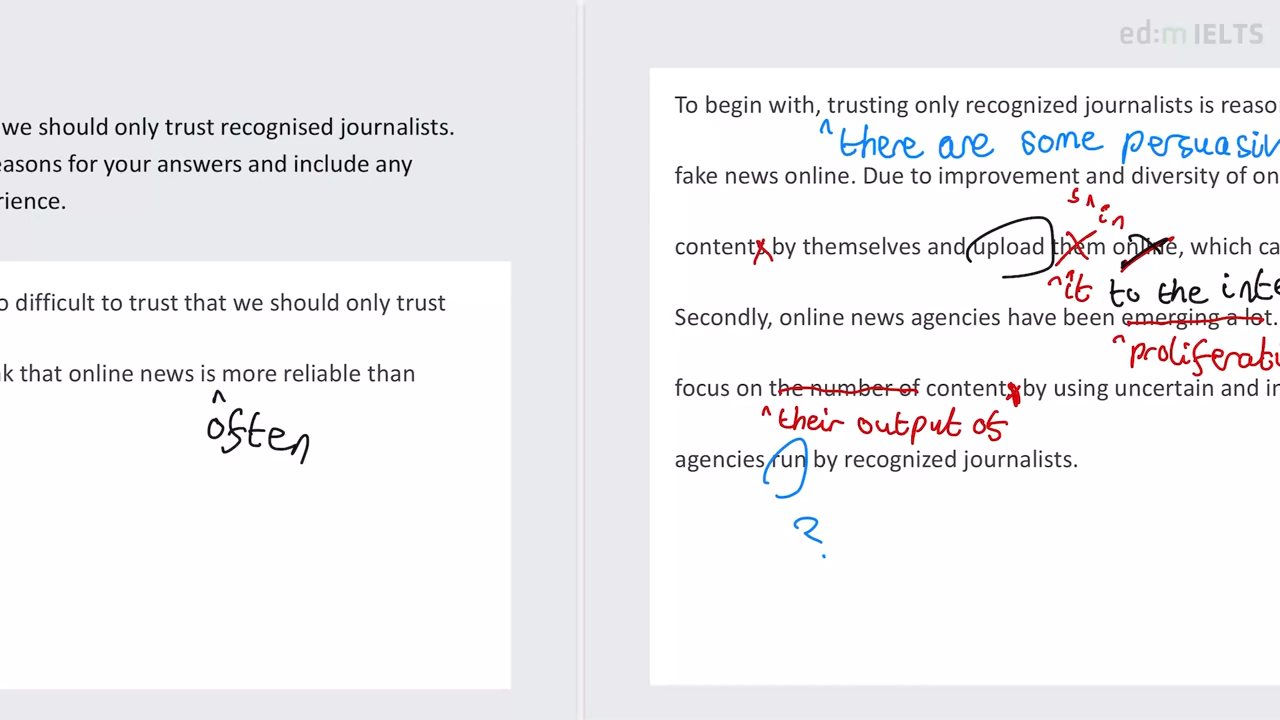 ed:m IELTS
we should only trust recognised journalists.
easons for your answers and include any
rience.
o difficult to trust that we should only trust
nk that online news is more reliable than
^
often
To begin with, trusting only recognized journalists is reaso
^there are some persuasiv
fake news online. Due to improvement and diversity of on
s ^ in
contents by themselves and upload them online, which ca
^it to the inte
Secondly, online news agencies have been emerging a lot.
^proliferati
focus on the number of contents by using uncertain and in
^their output of
agencies run by recognized journalists.
?